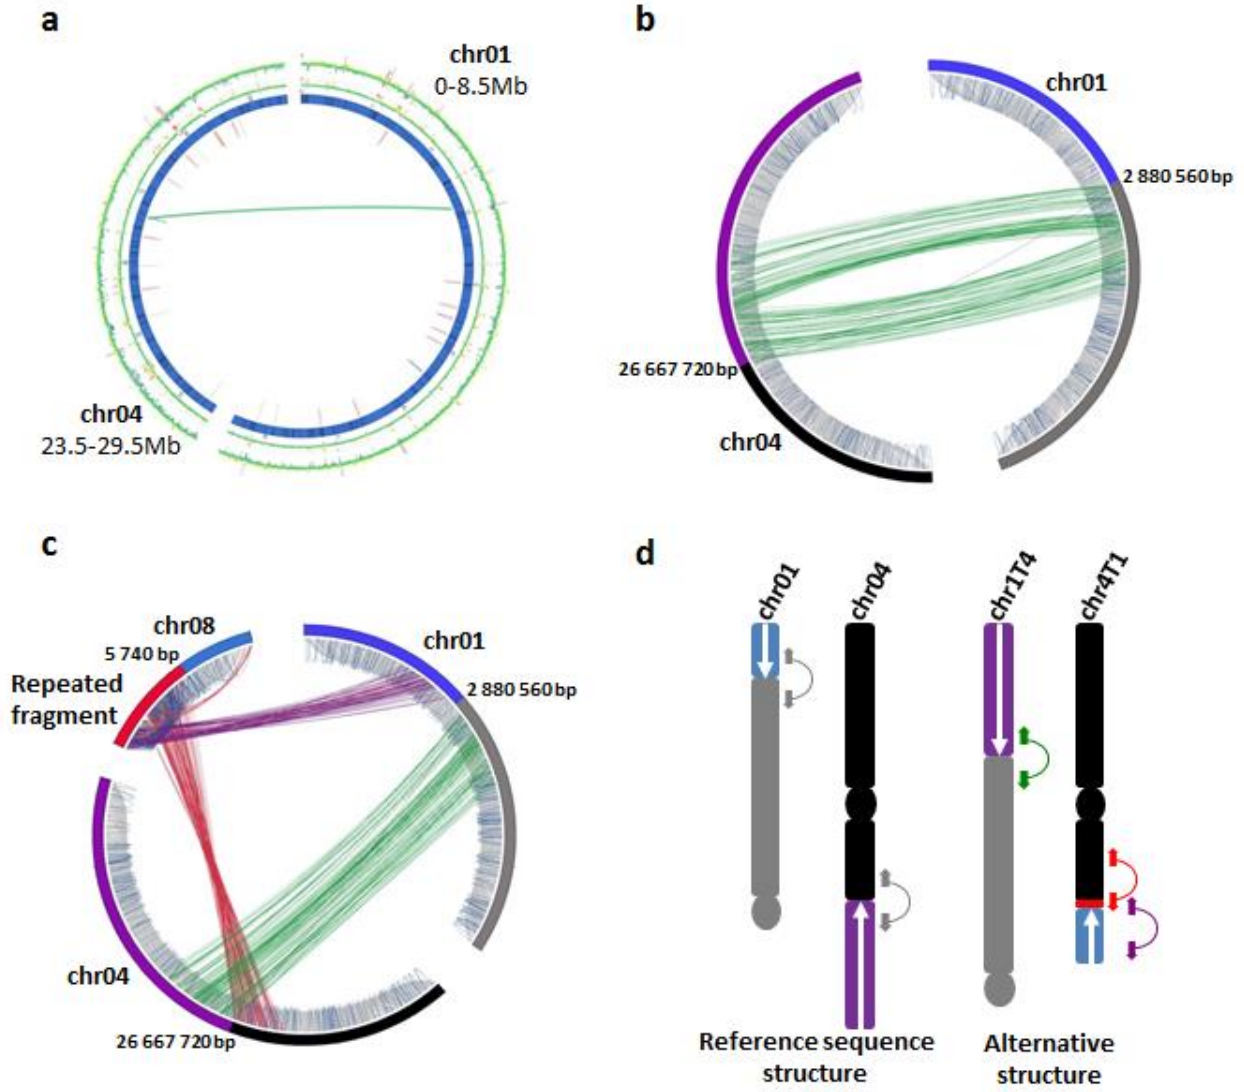 a
chr01
0-8.5Mb
chr04
23.5-29.5Mb
b
chr01
2 880 560 bp
26 667 720 bp
chr04
c
chr08
5 740 bp
Repeated
fragment
chr01
2 880 560 bp
chr04
26 667 720 bp
d
chr01
chr04
chr1T4
chr4T1
Reference sequence
structure
Alternative
structure